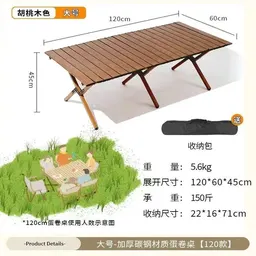 胡桃木色 大号
120cm
60cm
45cm
收纳包
重 量: 5.6kg
展开尺寸: 120*60*45cm
承 重: 150斤
收纳尺寸: 22*16*71cm
*120cm蛋卷桌使用人数示意图
-Product Details-
大号-加厚碳钢材质蛋卷桌【120款】